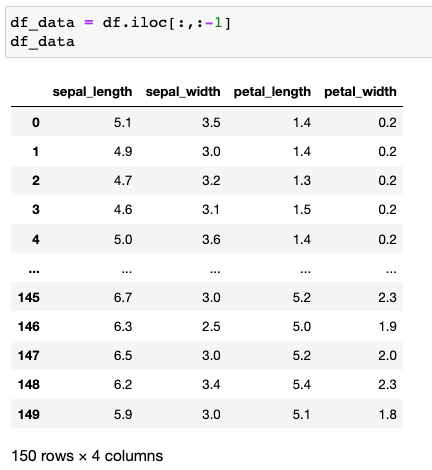 df_data = df.iloc[:,:-1]
df_data
sepal_length sepal_width petal_length petal_width
0 5.1 3.5 1.4 0.2
1 4.9 3.0 1.4 0.2
2 4.7 3.2 1.3 0.2
3 4.6 3.1 1.5 0.2
4 5.0 3.6 1.4 0.2
... ... ... ... ...
145 6.7 3.0 5.2 2.3
146 6.3 2.5 5.0 1.9
147 6.5 3.0 5.2 2.0
148 6.2 3.4 5.4 2.3
149 5.9 3.0 5.1 1.8
150 rows × 4 columns